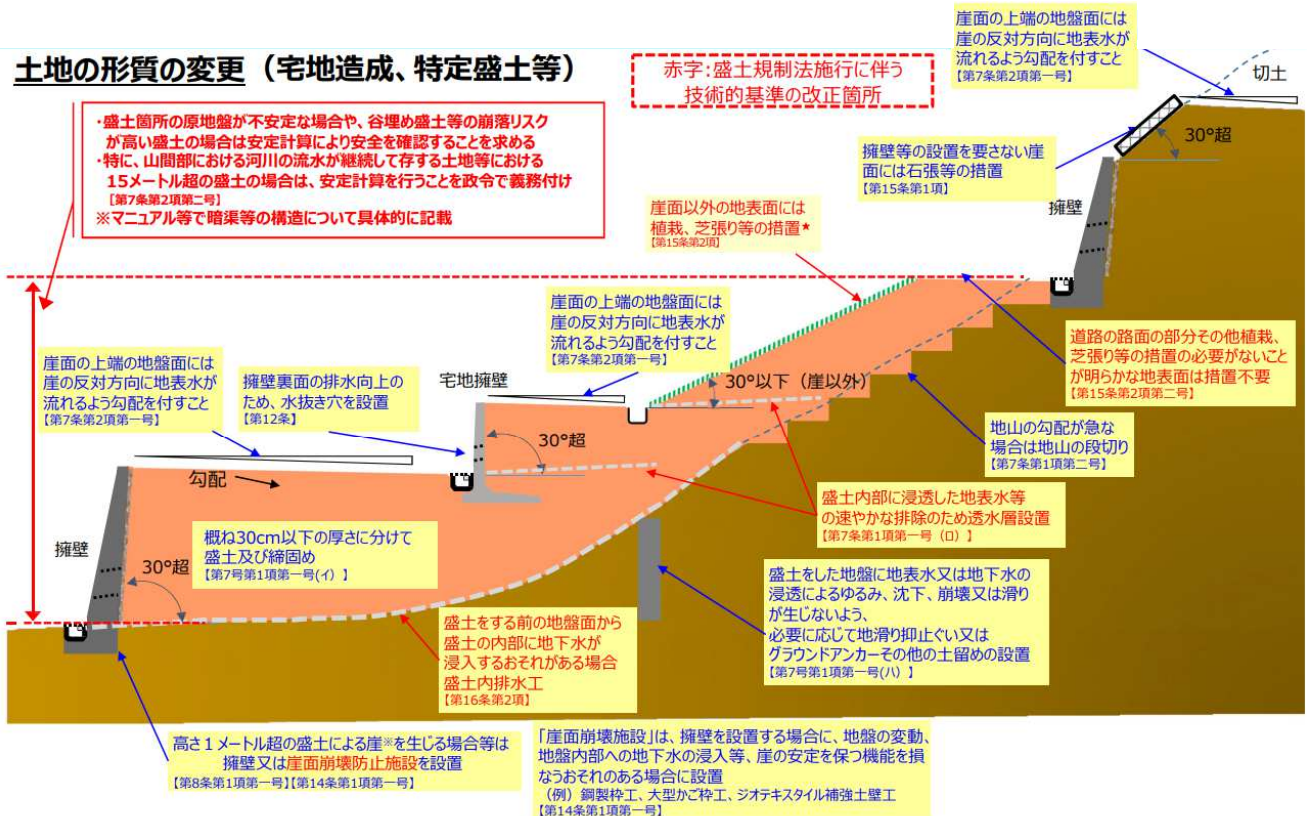 土地の形質の変更（宅地造成、特定盛土等）
赤字：盛土規制法施行に伴う
技術的基準の改正箇所
崖面の上端の地盤面には
崖の反対方向に地表水が
流れるよう勾配を付すこと
【第7条第2項第一号】
切土
30°超
・盛土箇所の原地盤が不安定な場合や、谷埋め盛土等の崩落リスク
が高い盛土の場合は安定計算により安全を確認することを求める
・特に、山間部における河川の流水が継続して存する土地等における
15メートル超の盛土の場合は、安定計算を行うことを政令で義務付け
【第7条第2項第二号】
※マニュアル等で暗渠等の構造について具体的に記載
擁壁等の設置を要さない崖
面には石張等の措置
【第15条第1項】
擁壁
崖面以外の地表面には
植栽、芝張り等の措置★
【第15条第2項】
崖面の上端の地盤面には
崖の反対方向に地表水が
流れるよう勾配を付すこと
【第7条第2項第一号】
崖面の上端の地盤面には
崖の反対方向に地表水が
流れるよう勾配を付すこと
【第7条第2項第一号】
擁壁裏面の排水向上の
ため、水抜き穴を設置
【第12条】
宅地擁壁
30°以下（崖以外）
道路の路面の部分その他植栽、
芝張り等の措置の必要がないこと
が明らかな地表面は措置不要
【第15条第2項第二号】
30°超
地山の勾配が急な
場合は地山の段切り
【第7条第1項第二号】
勾配
盛土内部に浸透した地表水等
の速やかな排除のため透水層設置
【第7条第1項第一号（ロ）】
擁壁
30°超
概ね30cm以下の厚さに分けて
盛土及び締固め
【第7号第1項第一号(イ）】
盛土をした地盤に地表水又は地下水の
浸透によるゆるみ、沈下、崩壊又は滑り
が生じないよう、
必要に応じて地滑り抑止ぐい又は
グラウンドアンカーその他の土留めの設置
【第7号第1項第一号(ハ）】
盛土をする前の地盤面から
盛土の内部に地下水が
浸入するおそれがある場合
盛土内排水工
【第16条第2項】
高さ１メートル超の盛土による崖※を生じる場合等は
擁壁又は崖面崩壊防止施設を設置
【第8条第1項第一号】【第14条第1項第一号】
「崖面崩壊施設」は、擁壁を設置する場合に、地盤の変動、
地盤内部への地下水の浸入等、崖の安定を保つ機能を損
なうおそれのある場合に設置
（例）鋼製枠工、大型かご枠工、ジオテキスタイル補強土壁工
【第14条第1項第一号】